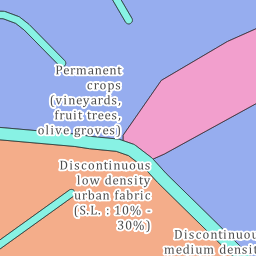 Permanent
crops
(vineyards,
fruit trees,
olive groves)
Discontinuous
low density
urban fabric
(S.L. : 10% -
30%)
Discontinuous
medium density